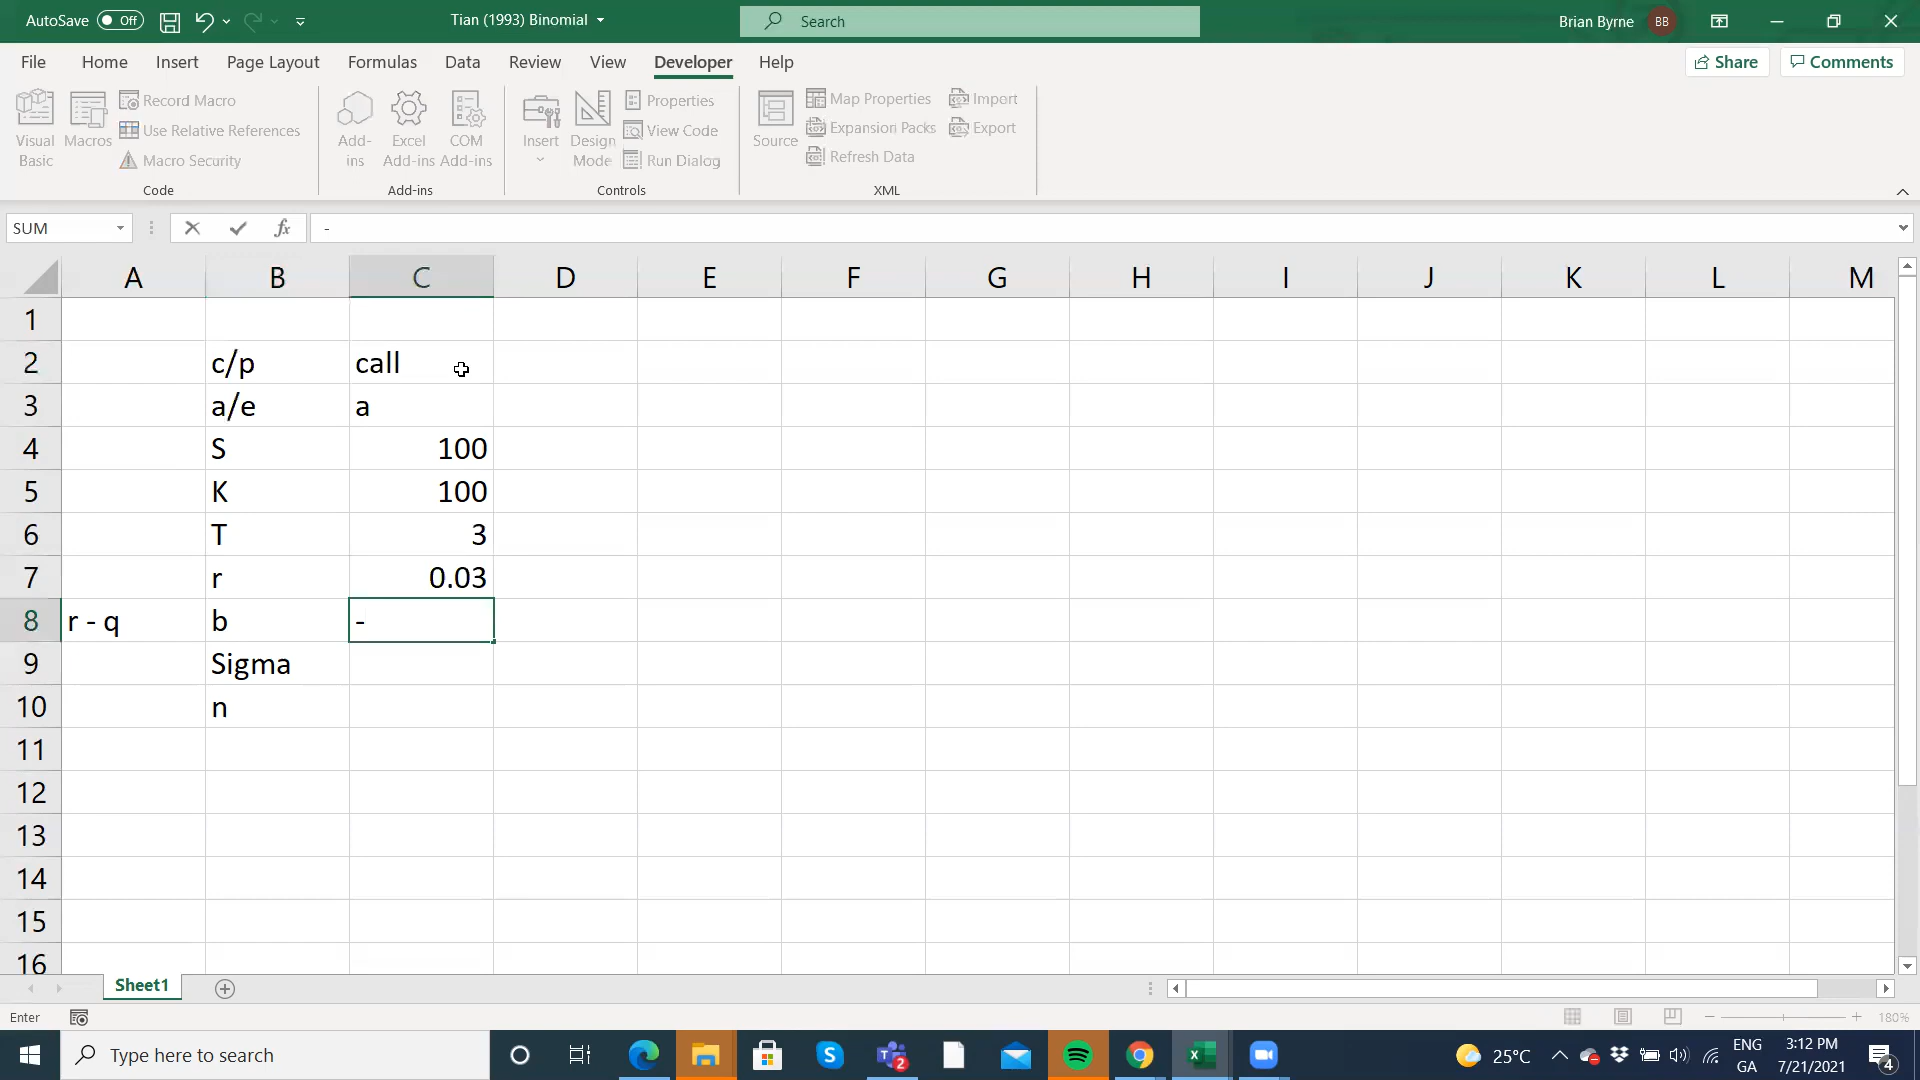 AutoSave Off
Tian (1993) Binomial
Search
Brian Byrne BB
File Home Insert Page Layout Formulas Data Review View Developer Help
Share Comments
Visual Basic
Macros
Record Macro
Use Relative References
Macro Security
Code
Add-ins
Excel Add-ins
COM Add-ins
Add-ins
Insert
Design Mode
Properties
View Code
Run Dialog
Controls
Source
Map Properties
Expansion Packs
Refresh Data
Import
Export
XML
SUM fx -
A B C D E F G H I J K L M
1
2 c/p call
3 a/e a
4 S 100
5 K 100
6 T 3
7 r 0.03
8 r - q b -
9 Sigma
10 n
11
12
13
14
15
16
Sheet1
Enter
180%
Type here to search
2
25°C
ENG
GA
3:12 PM
7/21/2021
4